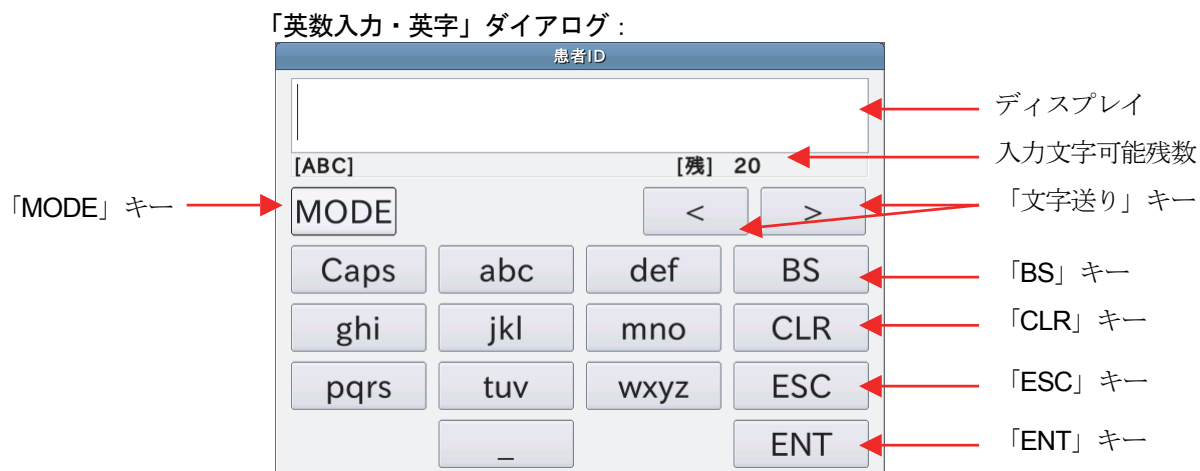 「英数入力・英字」ダイアログ：
患者ID
ディスプレイ
[ABC] [残] 20 入力文字可能残数
「MODE」キー MODE < > 「文字送り」キー
Caps abc def BS 「BS」キー
ghi jkl mno CLR 「CLR」キー
pqrs tuv wxyz ESC 「ESC」キー
_ ENT 「ENT」キー